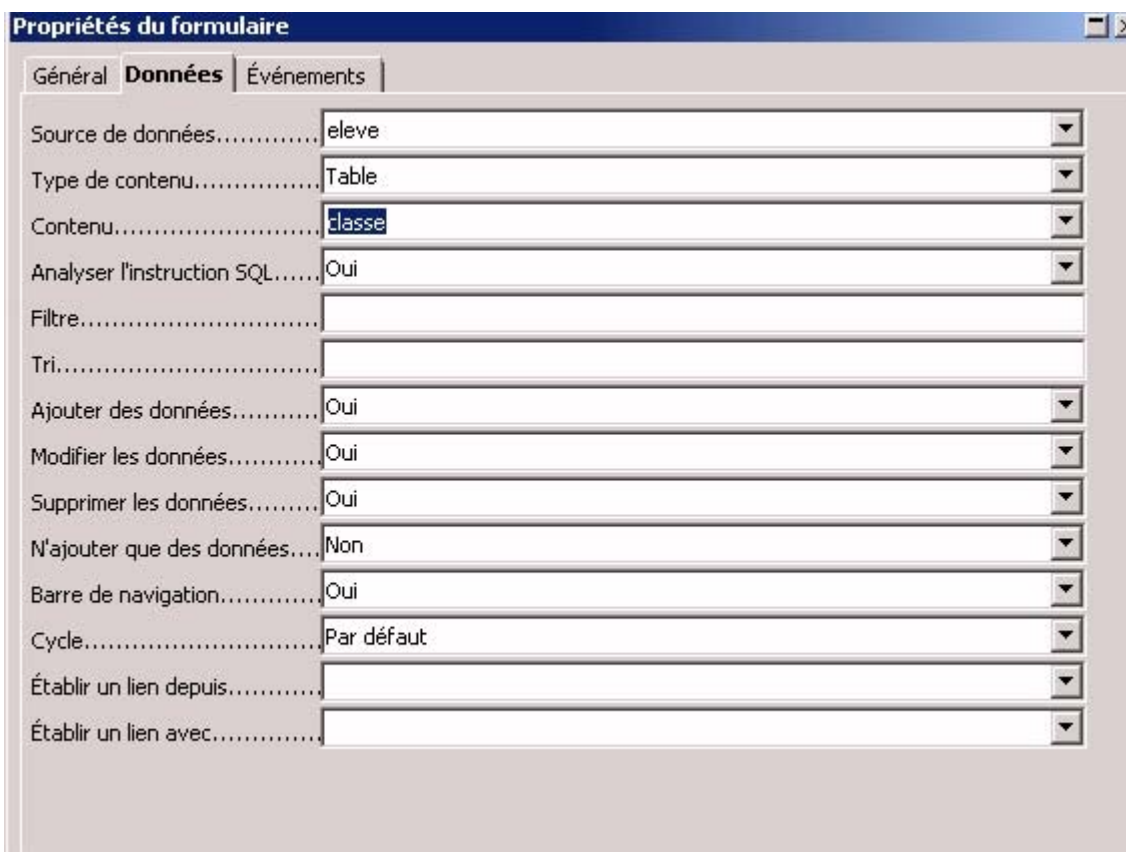 Propriétés du formulaire
Général Données Événements
Source de données............. eleve
Type de contenu................ Table
Contenu.......................... classe
Analyser l'instruction SQL...... Oui
Filtre..............................
Tri.................................
Ajouter des données........... Oui
Modifier les données............ Oui
Supprimer les données......... Oui
N'ajouter que des données.... Non
Barre de navigation............. Oui
Cycle.............................. Par défaut
Établir un lien depuis............
Établir un lien avec..............